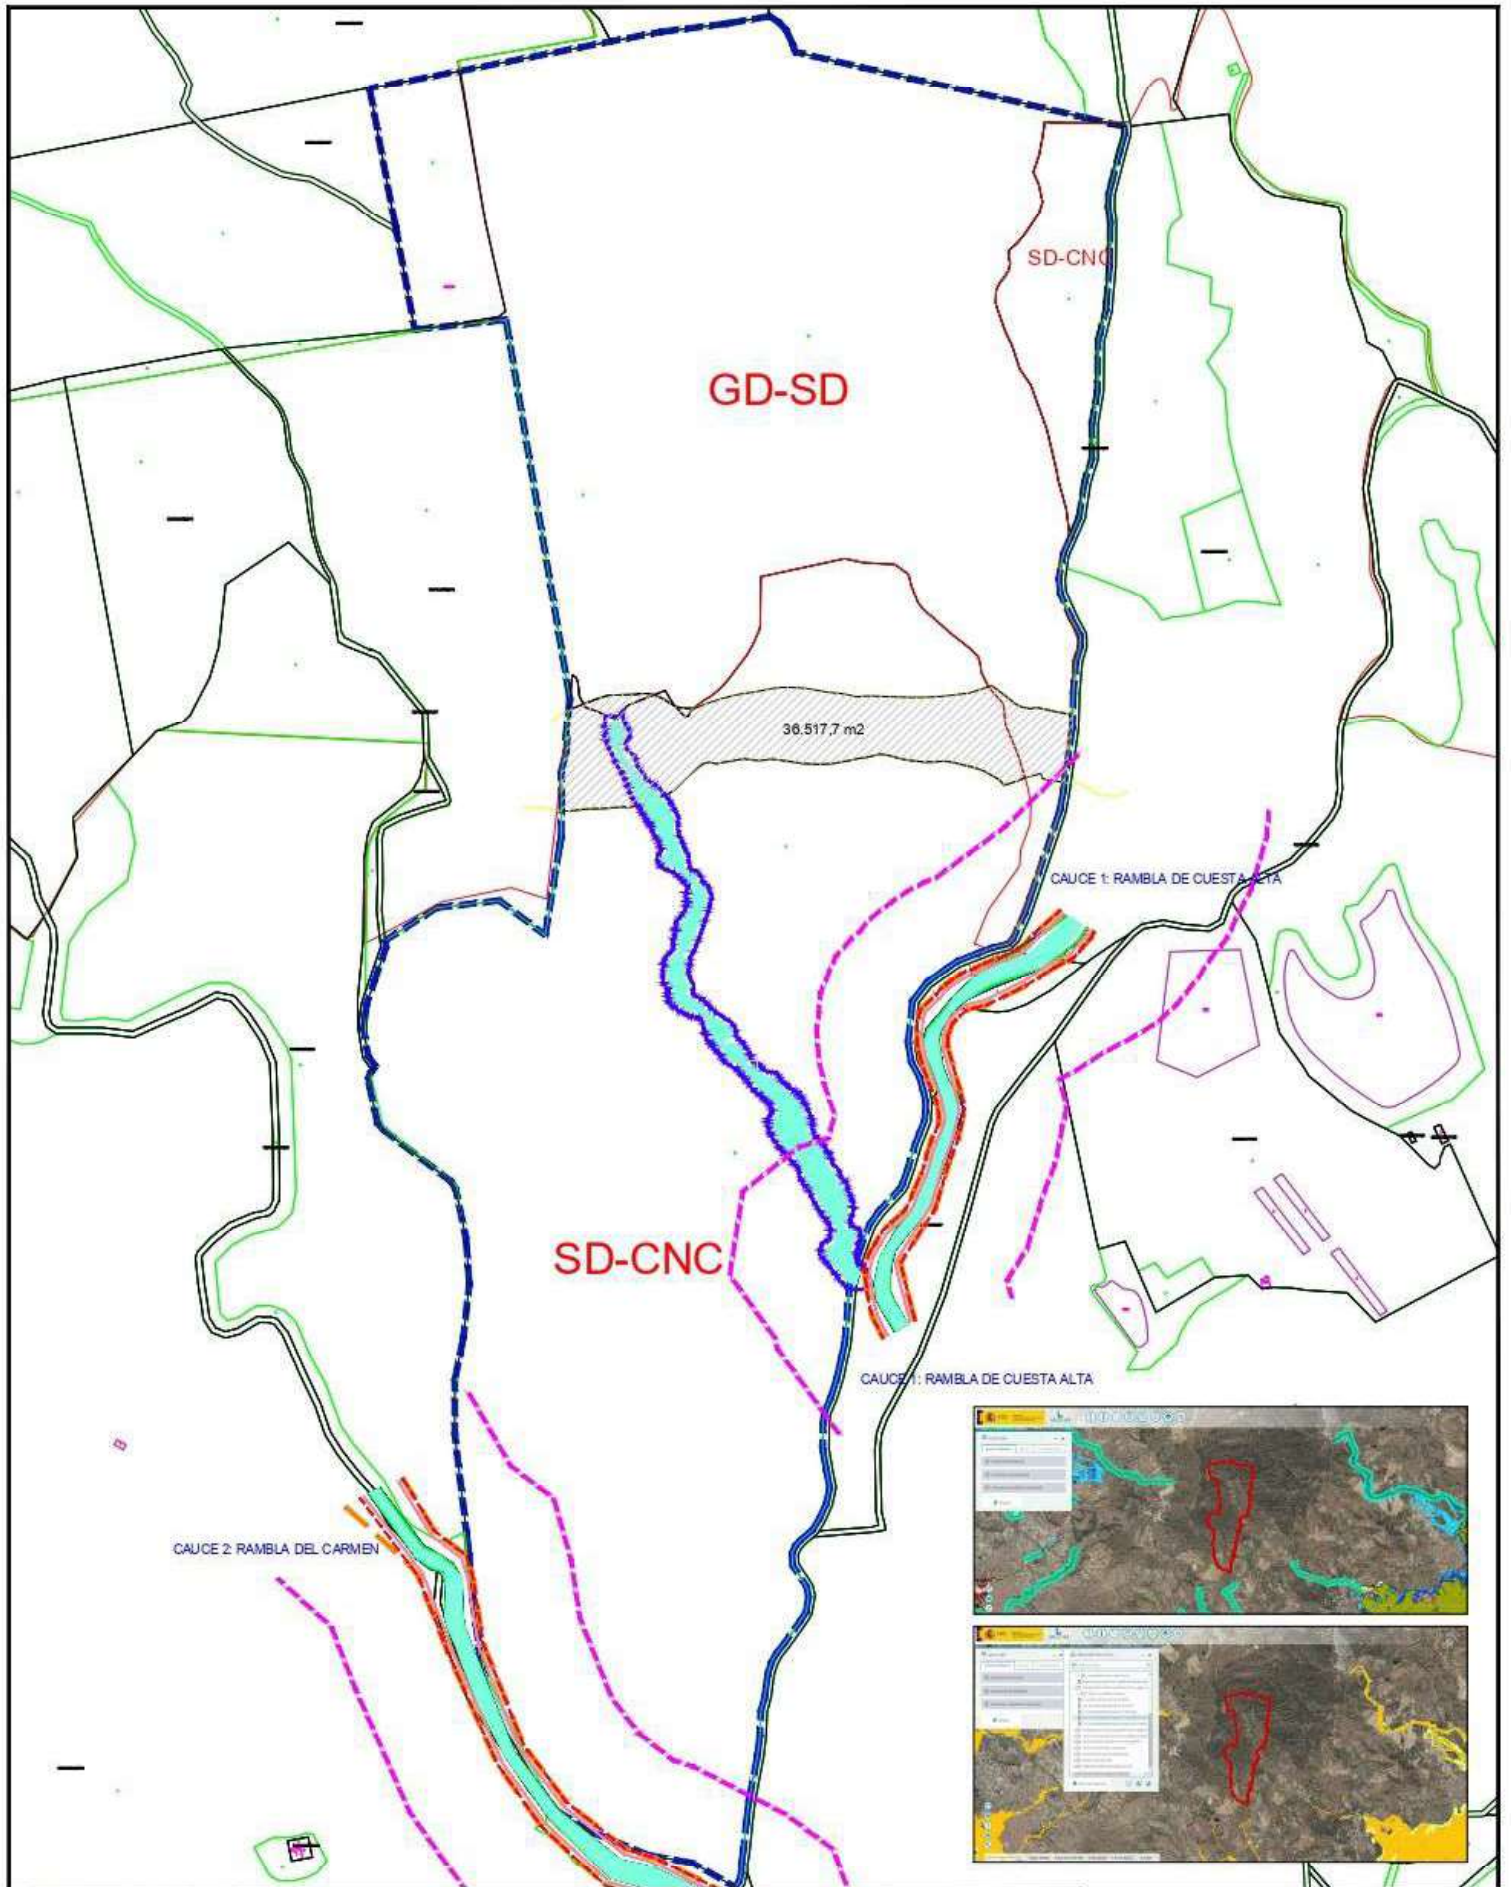 SD-CNC
GD-SD
36.517,7 m2
CAUCE 1: RAMBLA DE CUESTA ALTA
SD-CNC
CAUCE 1: RAMBLA DE CUESTA ALTA
CAUCE 2: RAMBLA DEL CARMEN